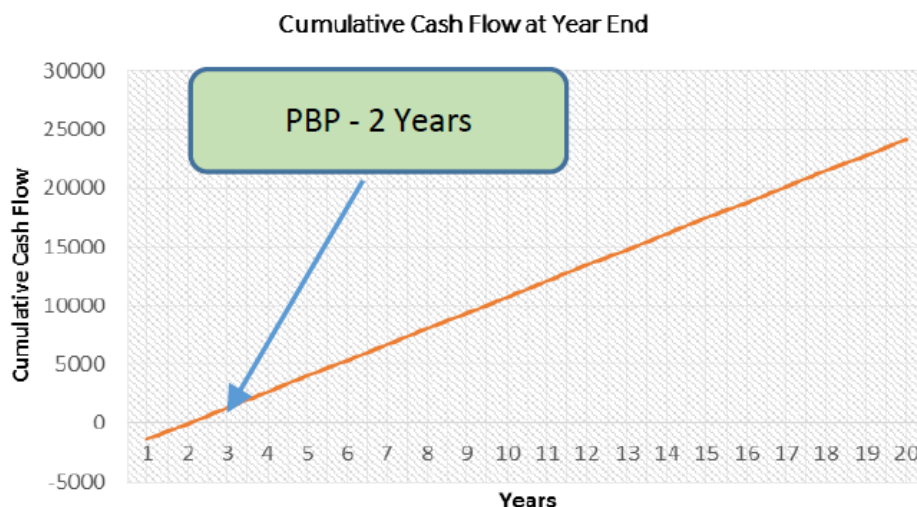 Cumulative Cash Flow at Year End
30000
25000
20000
15000
10000
5000
0
-5000
Cumulative Cash Flow
PBP - 2 Years
1 2 3 4 5 6 7 8 9 10 11 12 13 14 15 16 17 18 19 20
Years